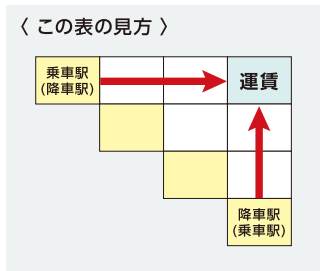 〈 この表の見方 〉
乗車駅
(降車駅)
運賃
降車駅
(乗車駅)